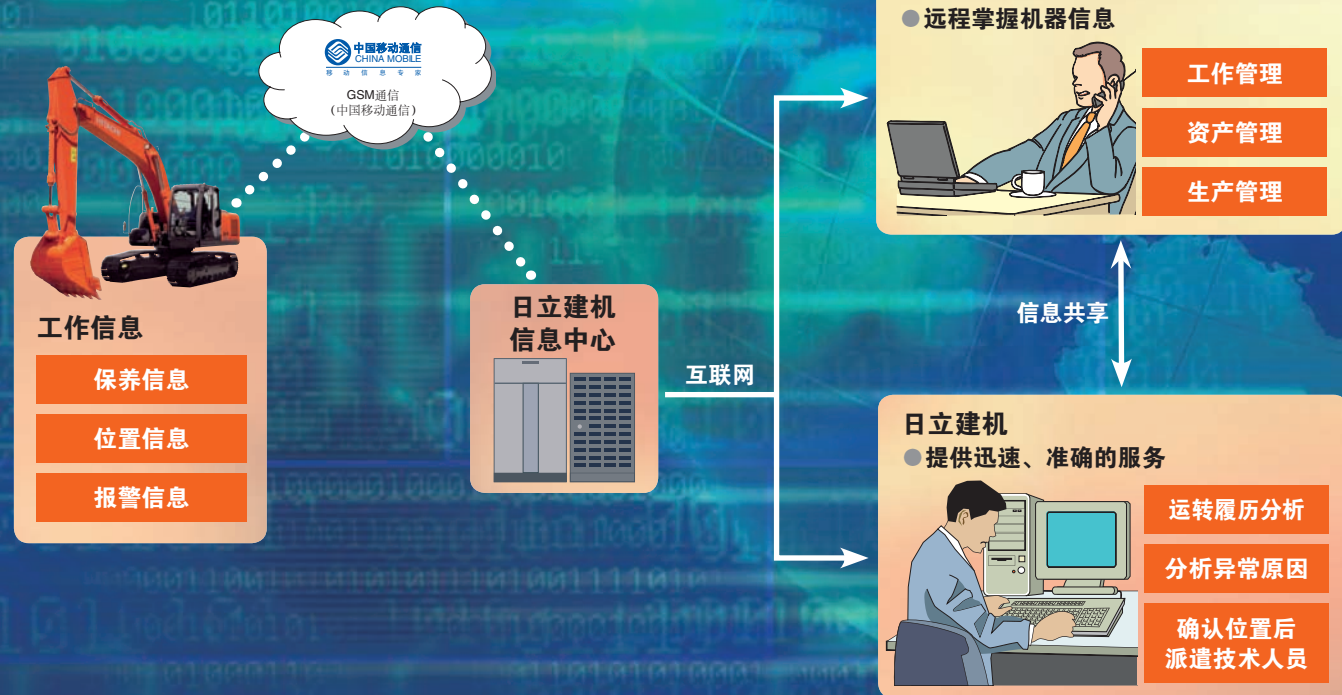 中国移动通信
CHINA MOBILE
移动信息专家
GSM通信
(中国移动通信)
工作信息
保养信息
位置信息
报警信息
日立建机
信息中心
互联网
●远程掌握机器信息
工作管理
资产管理
生产管理
信息共享
日立建机
●提供迅速、准确的服务
运转履历分析
分析异常原因
确认位置后
派遣技术人员